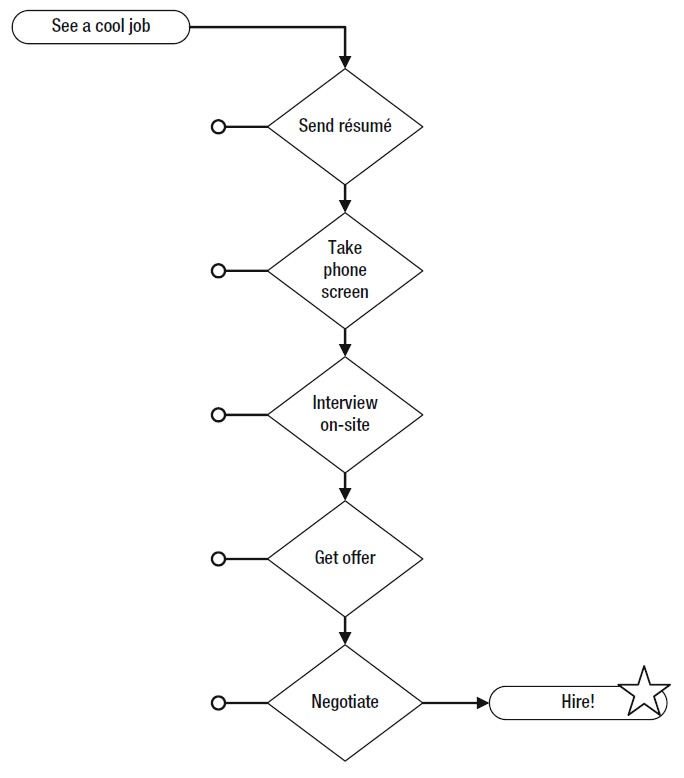 See a cool job
Send résumé
Take
phone
screen
Interview
on-site
Get offer
Negotiate
Hire!